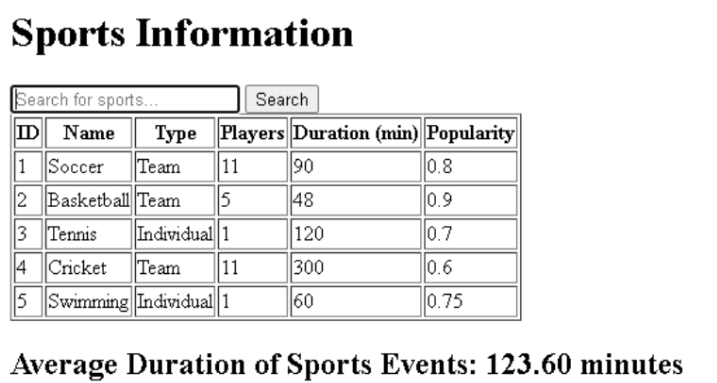 Sports Information
Search for sports... Search
ID Name Type Players Duration (min) Popularity
1 Soccer Team 11 90 0.8
2 Basketball Team 5 48 0.9
3 Tennis Individual 1 120 0.7
4 Cricket Team 11 300 0.6
5 Swimming Individual 1 60 0.75
Average Duration of Sports Events: 123.60 minutes